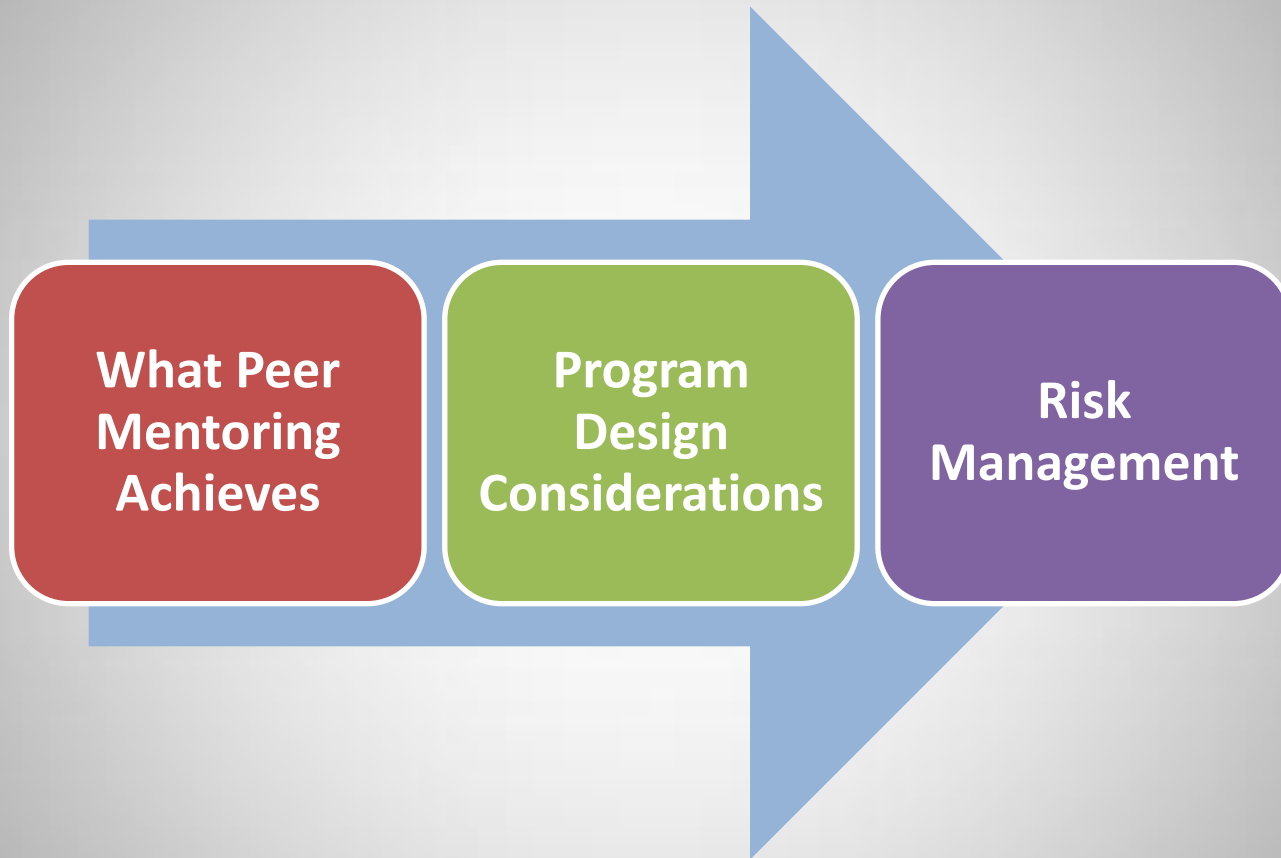 What Peer
Mentoring
Achieves
Program
Design
Considerations
Risk
Management